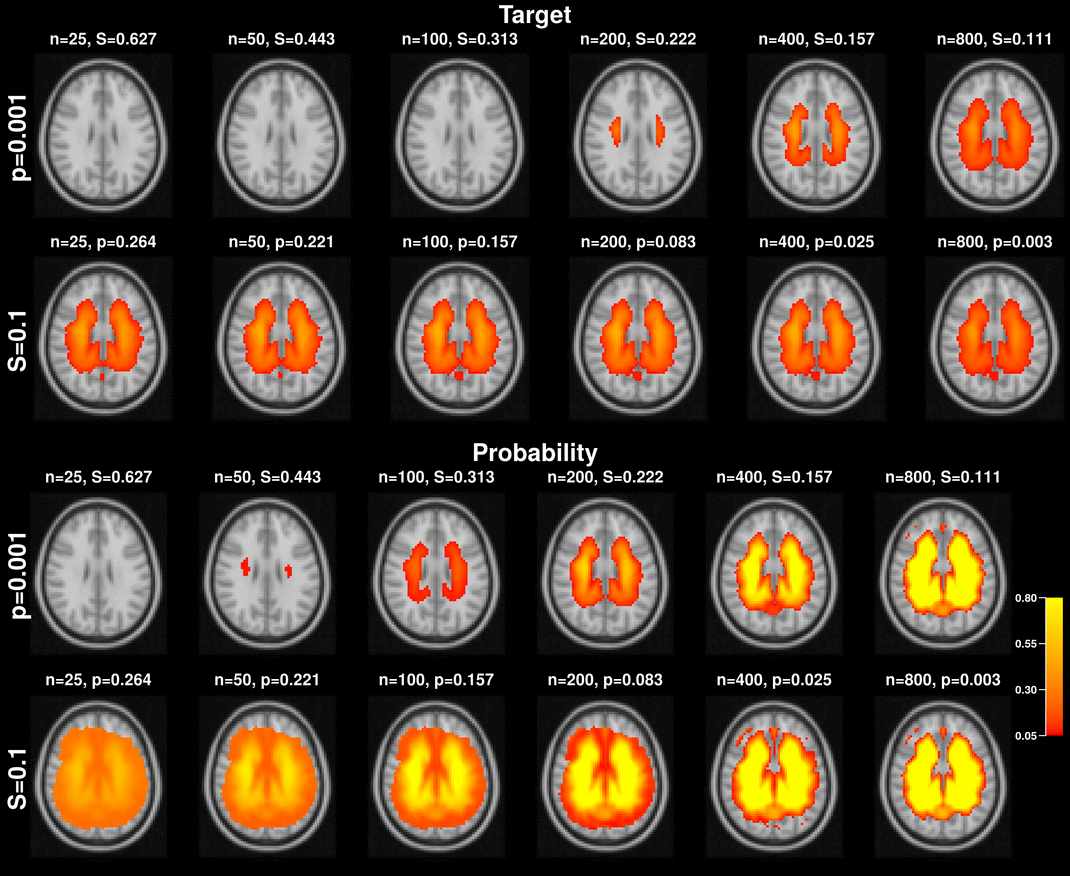 Target
n=25, S=0.627 n=50, S=0.443 n=100, S=0.313 n=200, S=0.222 n=400, S=0.157 n=800, S=0.111
p=0.001
n=25, p=0.264 n=50, p=0.221 n=100, p=0.157 n=200, p=0.083 n=400, p=0.025 n=800, p=0.003
S=0.1
Probability
n=25, S=0.627 n=50, S=0.443 n=100, S=0.313 n=200, S=0.222 n=400, S=0.157 n=800, S=0.111
p=0.001
0.80
0.55
0.30
0.05
n=25, p=0.264 n=50, p=0.221 n=100, p=0.157 n=200, p=0.083 n=400, p=0.025 n=800, p=0.003
S=0.1